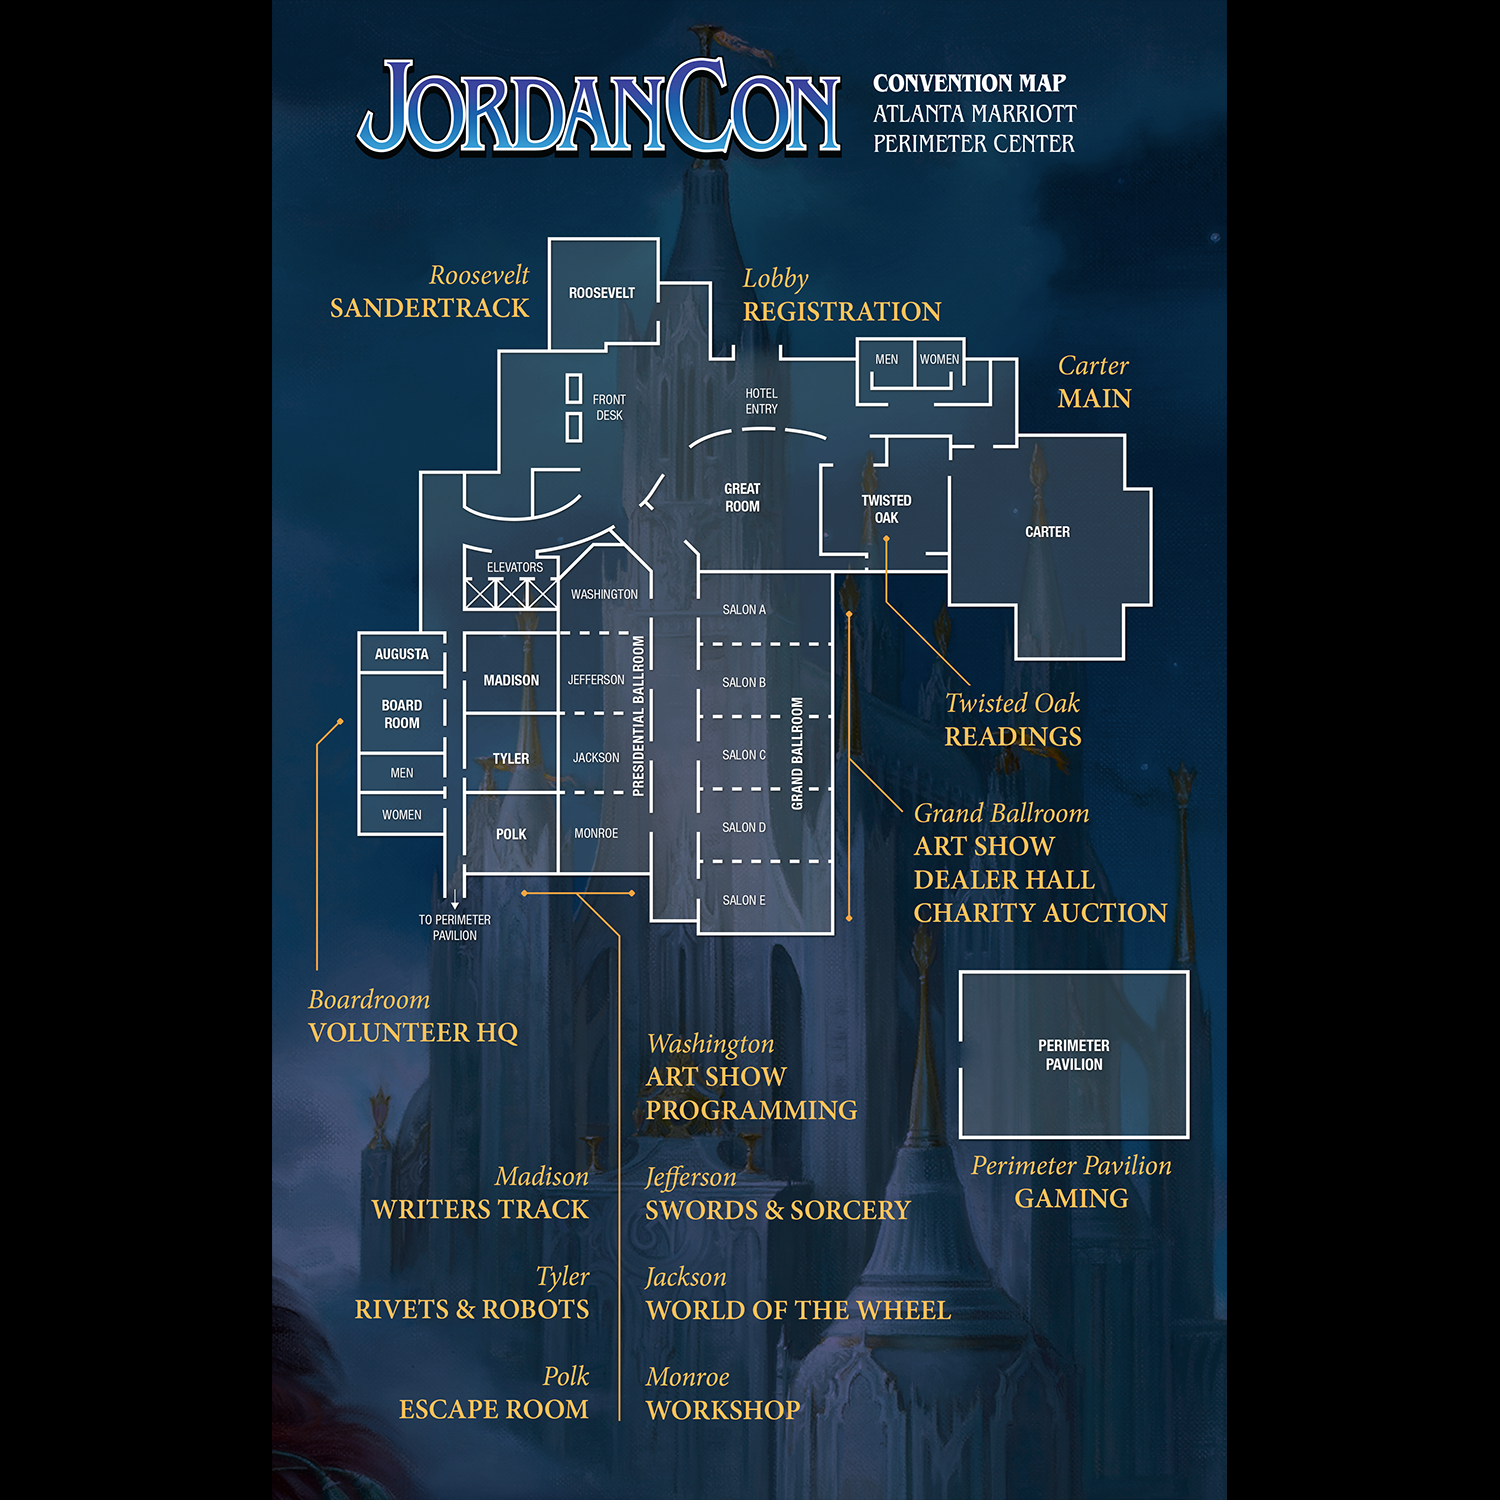 JORDANCON
CONVENTION MAP
ATLANTA MARRIOTT
PERIMETER CENTER
Roosevelt
SANDERTRACK
ROOSEVELT
Lobby
REGISTRATION
MEN
WOMEN
Carter
MAIN
FRONT
DESK
HOTEL
ENTRY
GREAT
ROOM
TWISTED
OAK
CARTER
ELEVATORS
WASHINGTON
SALON A
AUGUSTA
MADISON
JEFFERSON
PRESIDENTIAL BALLROOM
SALON B
GRAND BALLROOM
BOARD
ROOM
TYLER
JACKSON
SALON C
MEN
WOMEN
POLK
MONROE
SALON D
SALON E
TO PERIMETER
PAVILION
Twisted Oak
READINGS
Grand Ballroom
ART SHOW
DEALER HALL
CHARITY AUCTION
Boardroom
VOLUNTEER HQ
PERIMETER
PAVILION
Perimeter Pavilion
GAMING
Washington
ART SHOW
PROGRAMMING
Madison
WRITERS TRACK
Jefferson
SWORDS & SORCERY
Tyler
RIVETS & ROBOTS
Jackson
WORLD OF THE WHEEL
Polk
ESCAPE ROOM
Monroe
WORKSHOP